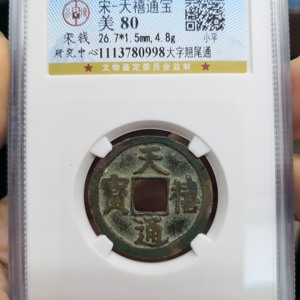 宋-天禧通宝
美 80
宋钱 26.7*1.5mm,4.8g 小平
研究中心 1113780998 大字翘尾通
★ 文物鉴定委员会监制 ★
天
寶 禧
通